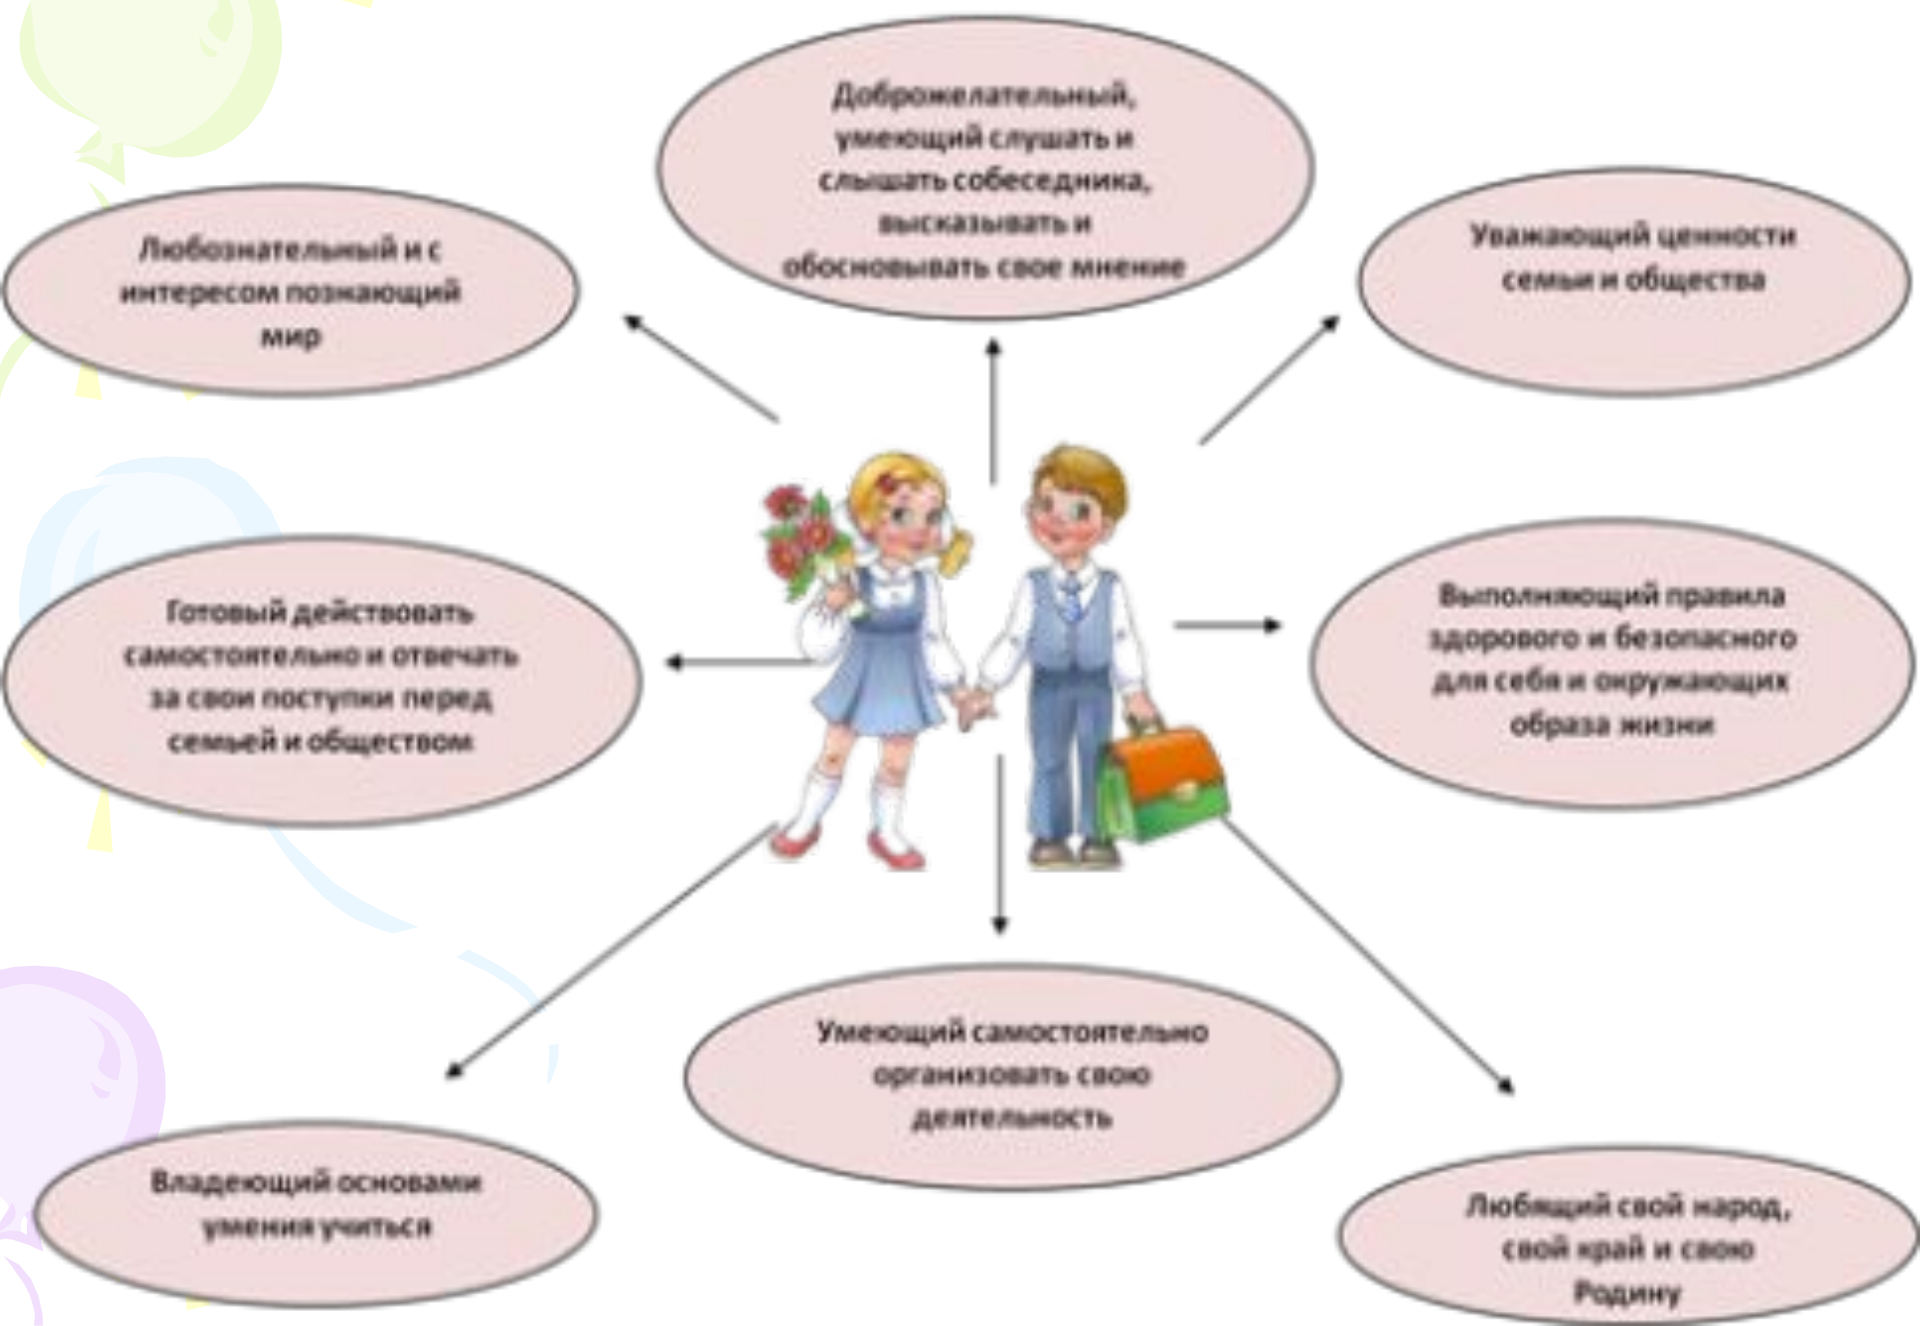 Доброжелательный,
умеющий слушать и
слышать собеседника,
высказывать и
обосновывать свое мнение
Любознательный и с
интересом познающий
мир
Уважающий ценности
семьи и общества
Готовый действовать
самостоятельно и отвечать
за свои поступки перед
семьей и обществом
Выполняющий правила
здорового и безопасного
для себя и окружающих
образа жизни
Умеющий самостоятельно
организовать свою
деятельность
Владеющий основами
умения учиться
Любящий свой народ,
свой край и свою
Родину